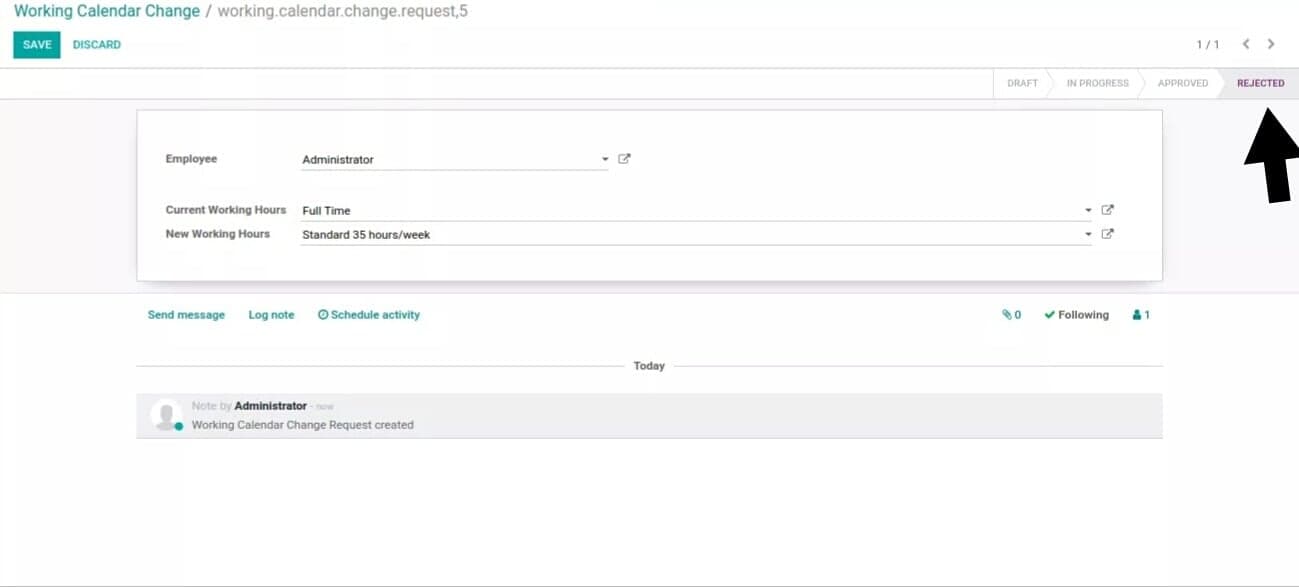 Working Calendar Change / working.calendar.change.request,5
SAVE DISCARD 1 / 1
DRAFT IN PROGRESS APPROVED REJECTED
Employee Administrator
Current Working Hours Full Time
New Working Hours Standard 35 hours/week
Send message Log note Schedule activity 0 Following 1
Today
Note by Administrator - now
Working Calendar Change Request created